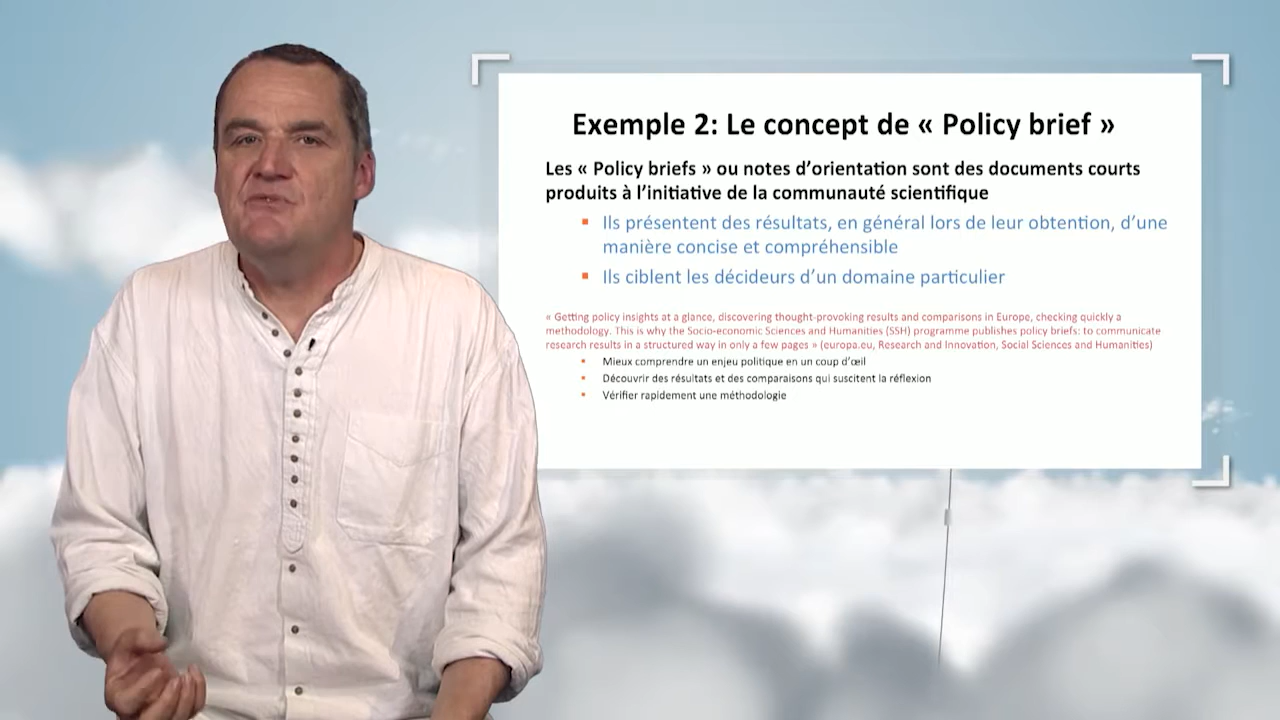 Exemple 2: Le concept de « Policy brief »
Les « Policy briefs » ou notes d’orientation sont des documents courts
produits à l’initiative de la communauté scientifique
Ils présentent des résultats, en général lors de leur obtention, d’une
manière concise et compréhensible
Ils ciblent les décideurs d’un domaine particulier
« Getting policy insights at a glance, discovering thought-provoking results and comparisons in Europe, checking quickly a
methodology. This is why the Socio-economic Sciences and Humanities (SSH) programme publishes policy briefs: to communicate
research results in a structured way in only a few pages » (europa.eu, Research and Innovation, Social Sciences and Humanities)
Mieux comprendre un enjeu politique en un coup d’œil
Découvrir des résultats et des comparaisons qui suscitent la réflexion
Vérifier rapidement une méthodologie